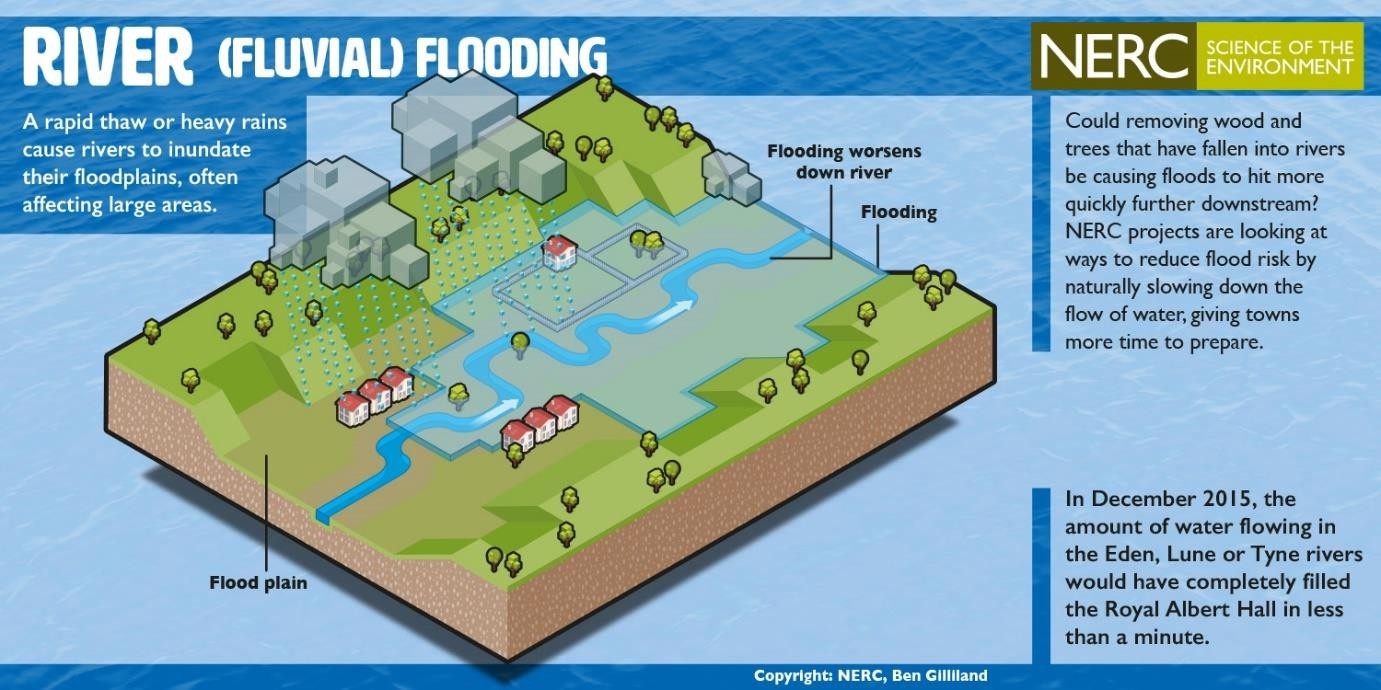 RIVER (FLUVIAL) FLOODING
A rapid thaw or heavy rains
cause rivers to inundate
their floodplains, often
affecting large areas.
NERC
SCIENCE OF THE
ENVIRONMENT
Flooding worsens
down river
Flooding
Flood plain
Could removing wood and
trees that have fallen into rivers
be causing floods to hit more
quickly further downstream?
NERC projects are looking at
ways to reduce flood risk by
naturally slowing down the
flow of water, giving towns
more time to prepare.
In December 2015, the
amount of water flowing in
the Eden, Lune or Tyne rivers
would have completely filled
the Royal Albert Hall in less
than a minute.
Copyright: NERC, Ben Gilliland